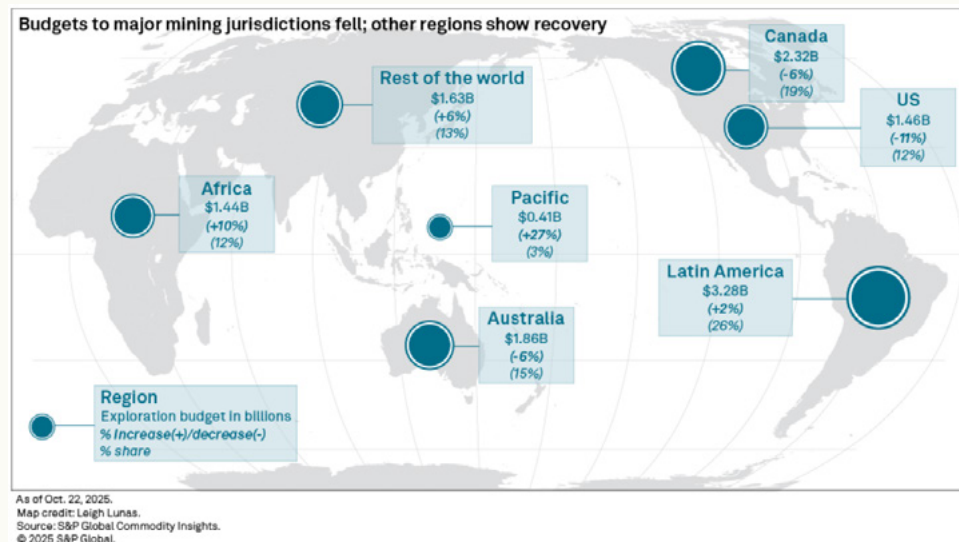 Budgets to major mining jurisdictions fell; other regions show recovery
Canada
$2.32B
(-6%)
(19%)
Rest of the world
$1.63B
(+6%)
(13%)
US
$1.46B
(-11%)
(12%)
Africa
$1.44B
(+10%)
(12%)
Pacific
$0.41B
(+27%)
(3%)
Latin America
$3.28B
(+2%)
(26%)
Australia
$1.86B
(-6%)
(15%)
Region
Exploration budget in billions
% Increase(+)/decrease(-)
% share
As of Oct. 22, 2025.
Map credit: Leigh Lunas.
Source: S&P Global Commodity Insights.
© 2025 S&P Global.